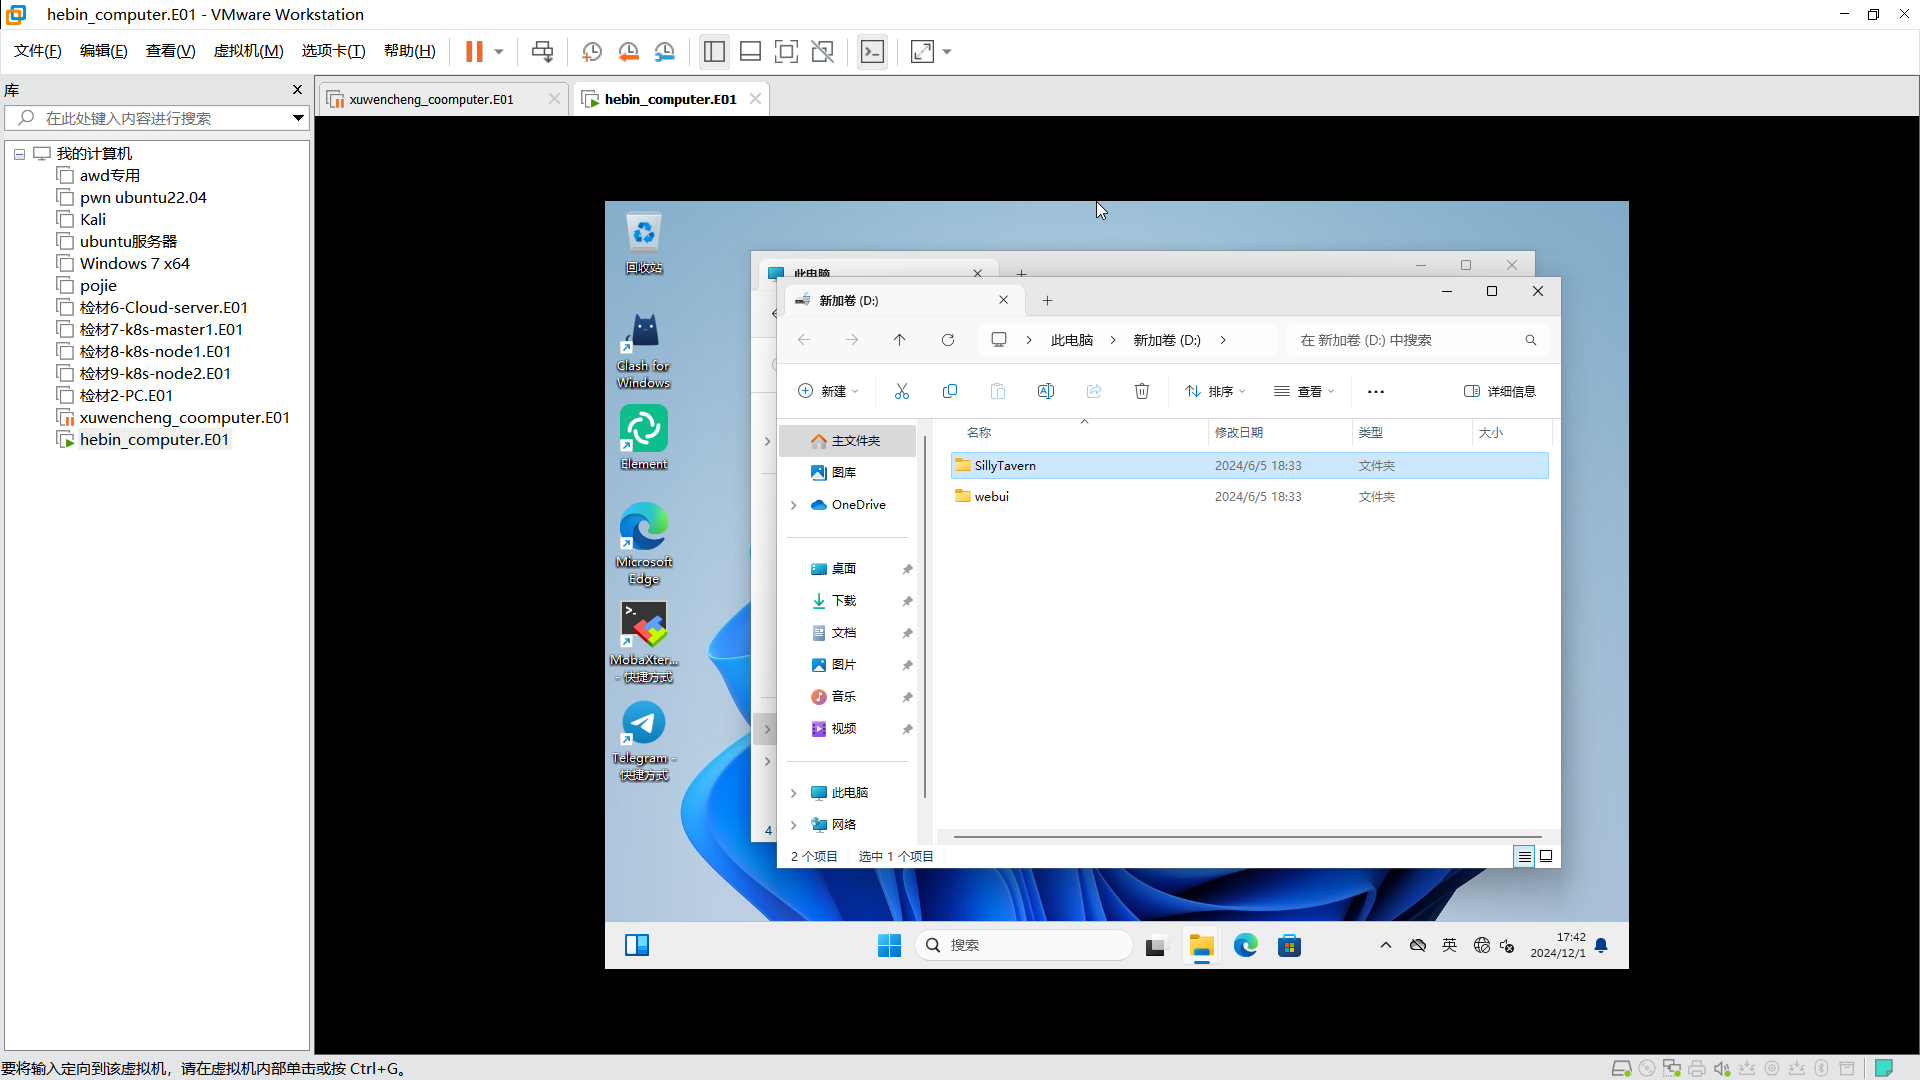 hebin_computer.E01 - VMware Workstation
文件(F) 编辑(E) 查看(V) 虚拟机(M) 选项卡(T) 帮助(H)
库
在此处键入内容进行搜索
我的计算机
awd专用
pwn ubuntu22.04
Kali
ubuntu服务器
Windows 7 x64
pojie
检材6-Cloud-server.E01
检材7-k8s-master1.E01
检材8-k8s-node1.E01
检材9-k8s-node2.E01
检材2-PC.E01
xuwencheng_coomputer.E01
hebin_computer.E01
xuwencheng_coomputer.E01
hebin_computer.E01
回收站
Clash for
Windows
Element
Microsoft
Edge
MobaXter...
- 快捷方式
Telegram -
快捷方式
此电脑
4
新加卷 (D:)
此电脑 新加卷 (D:)
在 新加卷 (D:) 中搜索
新建 排序 查看 详细信息
主文件夹
图库
OneDrive
桌面
下载
文档
图片
音乐
视频
此电脑
网络
名称 修改日期 类型 大小
SillyTavern 2024/6/5 18:33 文件夹
webui 2024/6/5 18:33 文件夹
2 个项目 选中 1 个项目
搜索
英
17:42
2024/12/1
要将输入定向到该虚拟机，请在虚拟机内部单击或按 Ctrl+G。